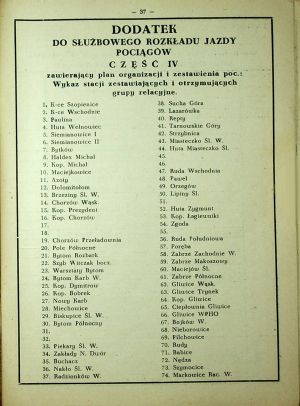 — 37 —
DODATEK
DO SŁUŻBOWEGO ROZKŁADU JAZDY
POCIĄGÓW
CZĘŚĆ IV
zawierający plan organizacji i zestawienia poc.:
Wykaz stacji zestawiających i otrzymujących
grupy relacyjne.
1. K-ce Szopienice
2. K-ce Wschodnie
3. Paulina
4. Huta Wełnowiec
5. Siemianowice I
6. Siemianowice II
7. Bytków
8. Haldex Michał
9. Kop. Michał
10. Maciejkowice
11. Azoty
12. Dolomitołom
13. Brzeziny Śl. W.
14. Chorzów Wąsk.
15. Kop. Prezydent
16. Kop. Chorzów
17.
18.
19. Chorzów Przeładownia
20. Pole Północne
21. Bytom Rozbark
22. Szyb Witczak bocz.
23. Warsztaty Bytom
24. Bytom Karb W.
25. Kop. Dymitrow
26. Kop. Bobrek
27. Nowy Karb
28. Miechowice
29. Biskupice Śl. W.
30. Bytom Północny
31.
32.
33. Piekary Śl. W.
34. Zakłady N. Dwór
35. Buchacz
36. Nakło Śl. W.
37. Radzionków W.
38. Sucha Góra
39. Lazarówka
40. Repty
41. Tarnowskie Góry
42. Strzybnica
43. Miasteczko Śl. W.
44. Huta Miasteczko Śl.
45.
46.
47. Ruda Wschodnia
48. Paweł
49. Orzegów
50. Lipiny Śl.
51.
52. Huta Zygmunt
53. Kop. Łagiewniki
54. Zgoda
55.
56. Ruda Południowa
57. Poręba
58. Zabrze Zachodnie W.
59. Zabrze Makoszowy
60. Maciejów Śl.
61. Zabrze Północne
62. Gliwice Wąsk.
63. Gliwice Trynek
64. Kop. Gliwice
65. Ciepłownia Gliwice
66. Gliwice WPHO
67. Bojków W.
68. Nieborowice
69. Pilchowice
70. Rudy
71. Babice
72. Nędza
73. Szymocice
74. Markowice Rac. W.